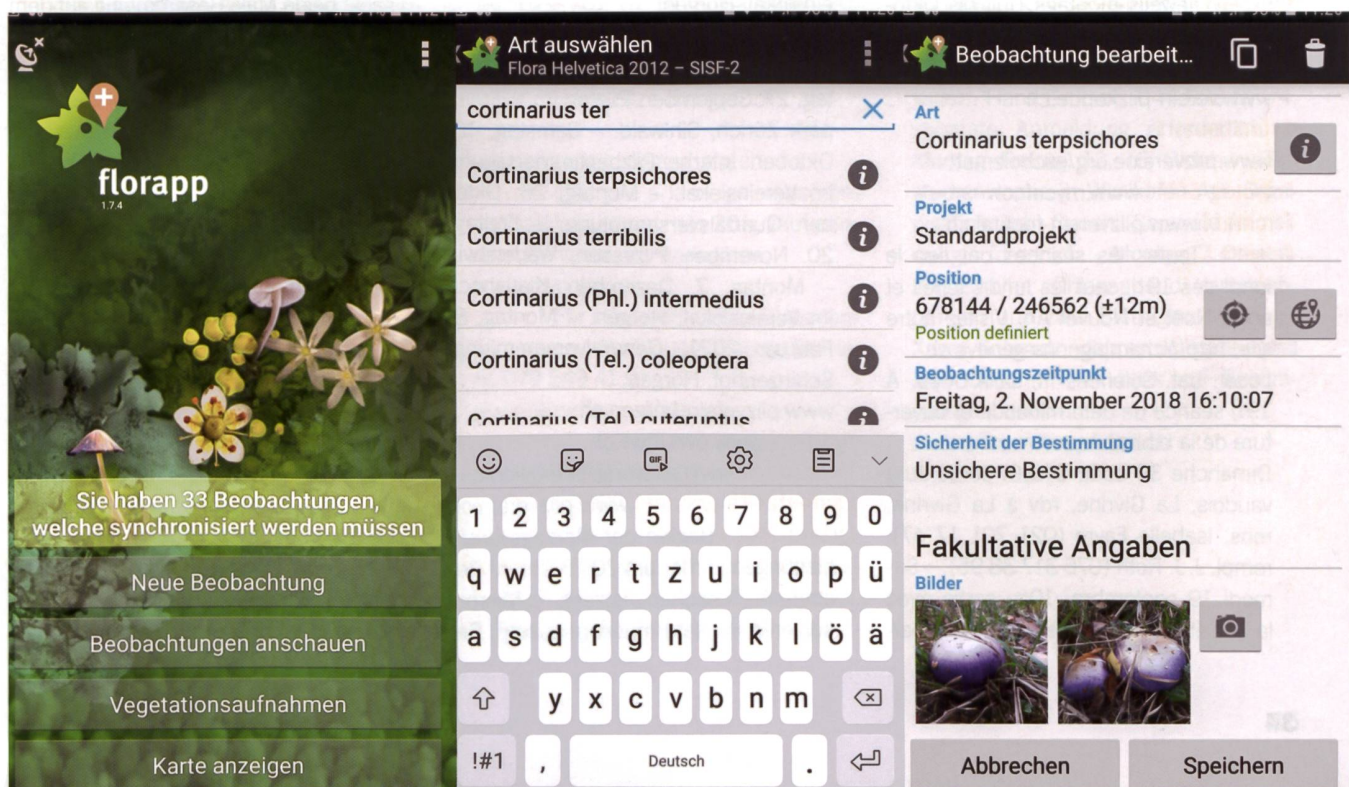 florapp
1.7.4
Sie haben 33 Beobachtungen,
welche synchronisiert werden müssen
Neue Beobachtung
Beobachtungen anschauen
Vegetationsaufnahmen
Karte anzeigen
Art auswählen
Flora Helvetica 2012 – SISF-2
cortinarius ter
Cortinarius terpsichores
Cortinarius terribilis
Cortinarius (Phl.) intermedius
Cortinarius (Tel.) coleoptera
Cortinarius (Tel.) cuteruptus
GIF
1 2 3 4 5 6 7 8 9 0
q w e r t z u i o p ü
a s d f g h j k l ö ä
y x c v b n m
!#1 , Deutsch .
Beobachtung bearbeit...
Art
Cortinarius terpsichores
Projekt
Standardprojekt
Position
678144 / 246562 (±12m)
Position definiert
Beobachtungszeitpunkt
Freitag, 2. November 2018 16:10:07
Sicherheit der Bestimmung
Unsichere Bestimmung
Fakultative Angaben
Bilder
Abbrechen
Speichern